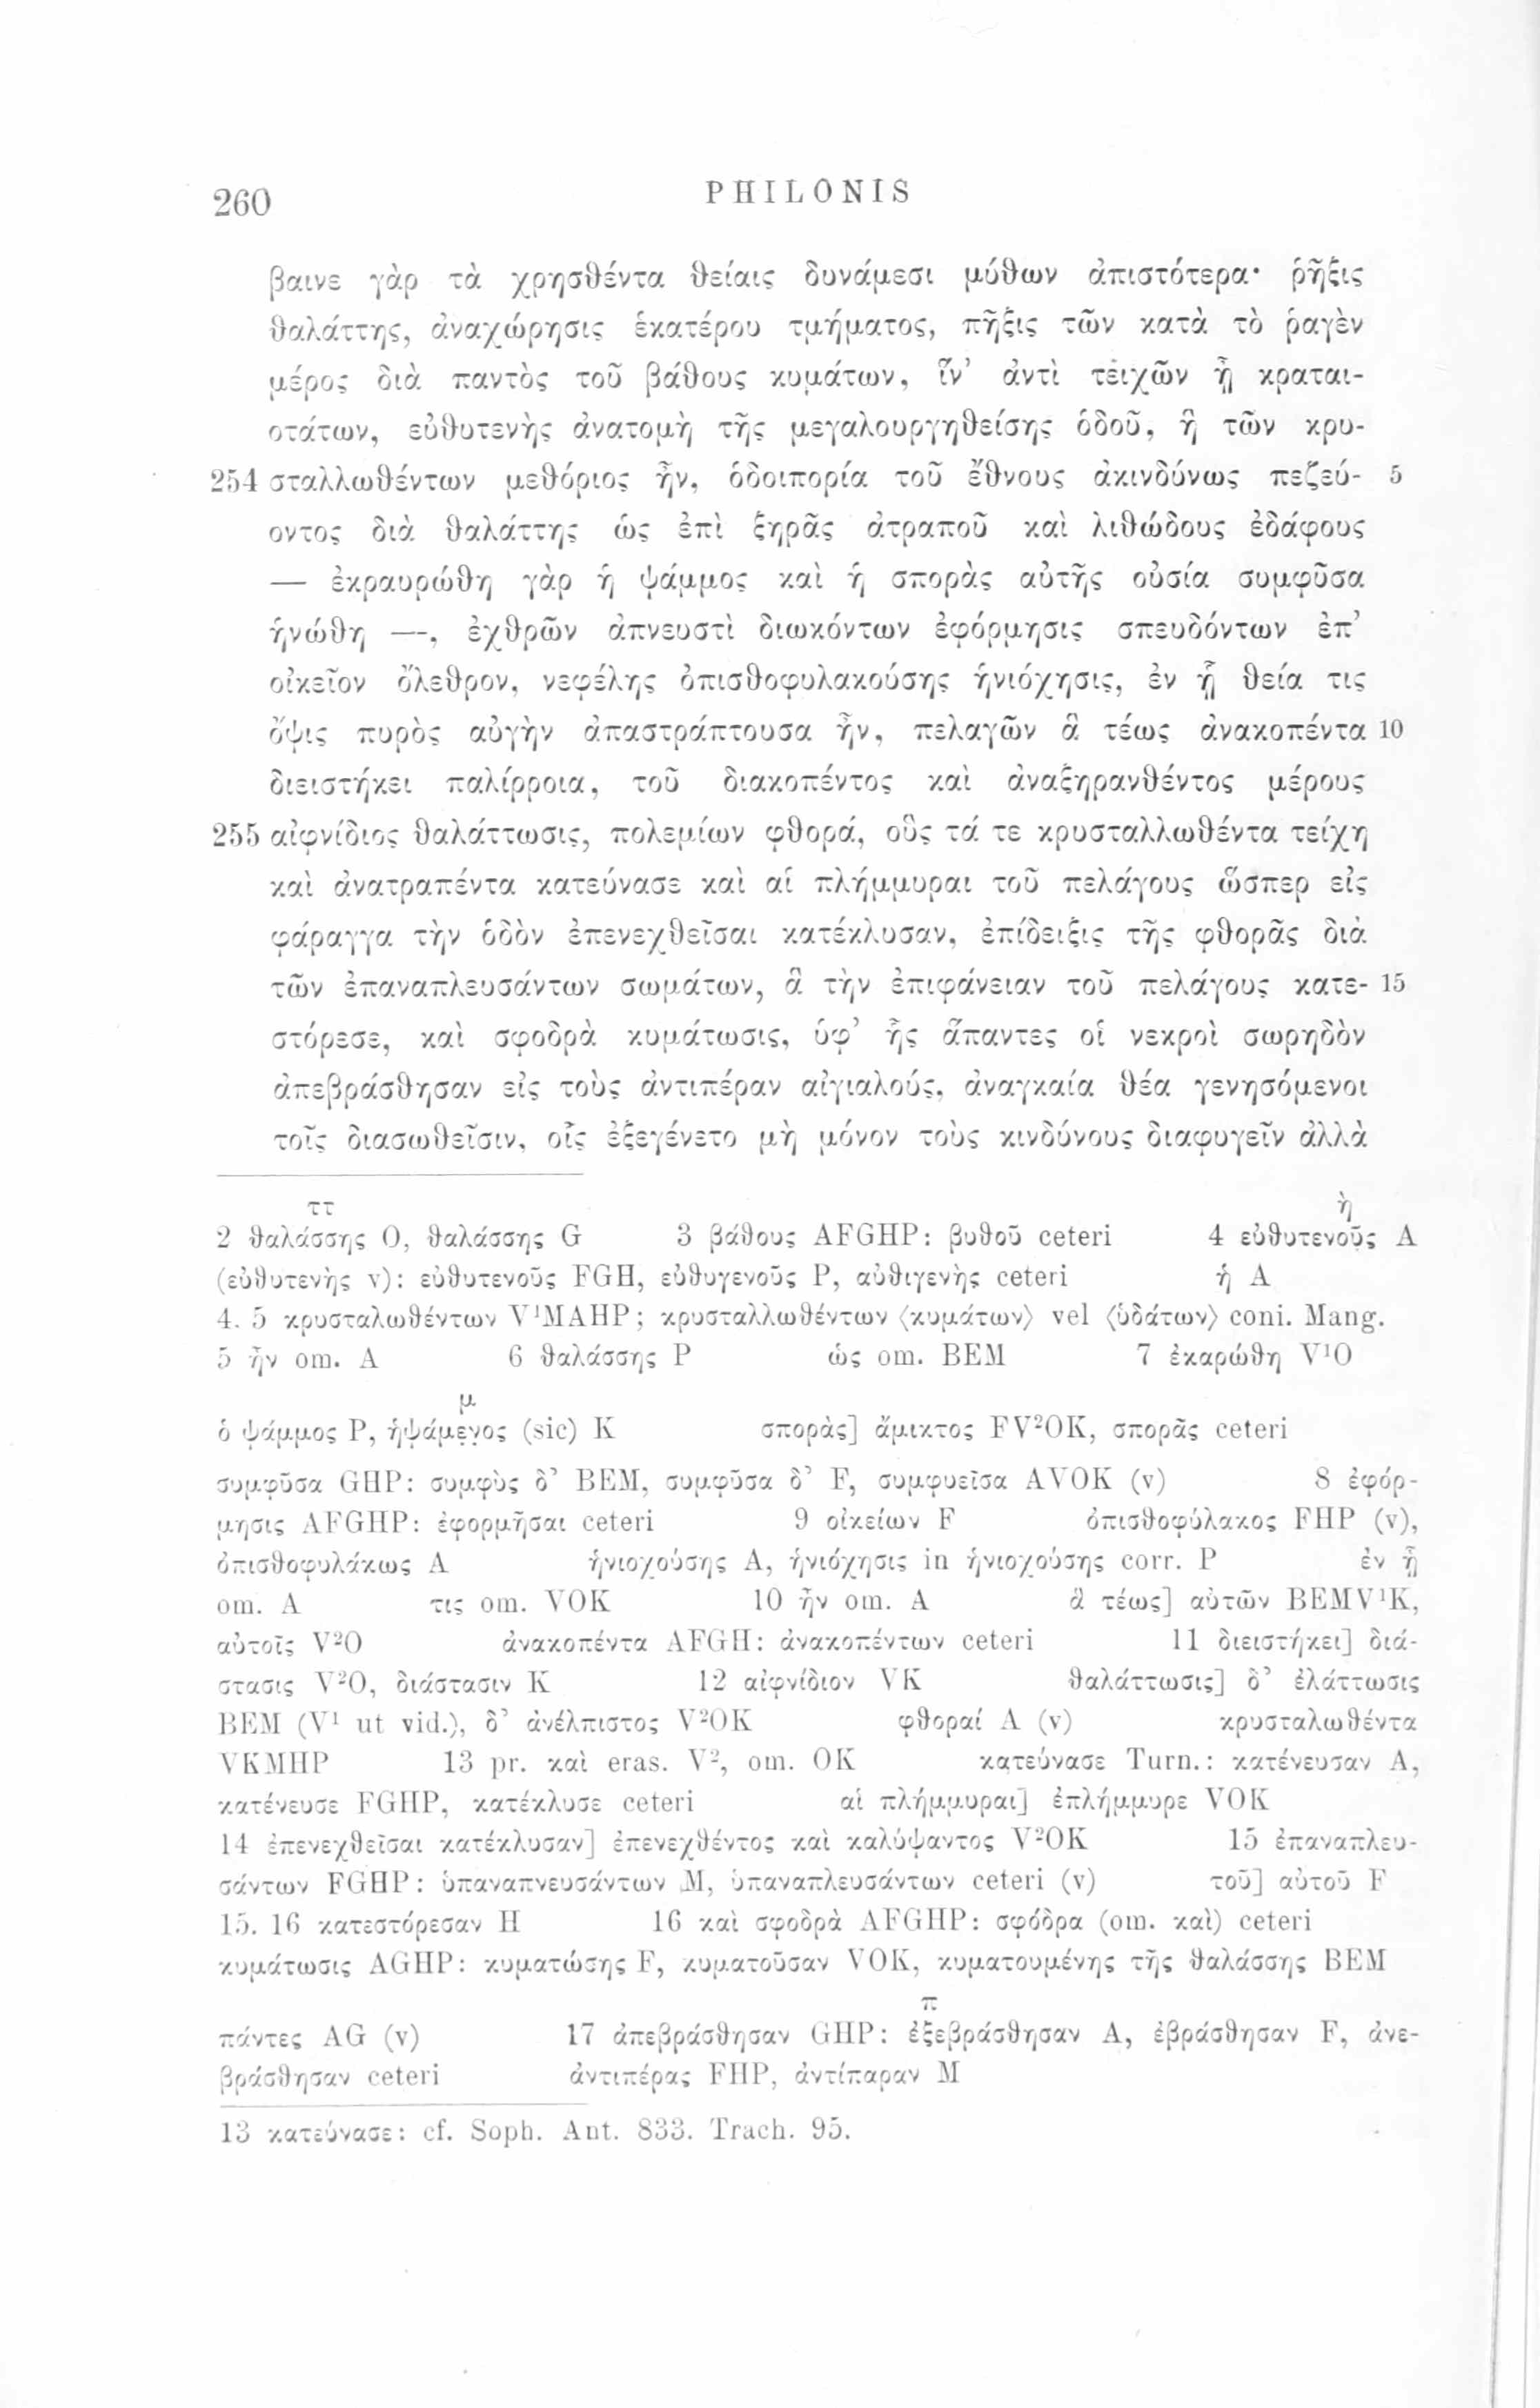 260
PHILONIS
βαινε γὰρ τὰ χρησθέντα θείαις δυνάμεσι μύθων ἀπιστότερα· ῥῆξις
θαλάττης, ἀναχώρησις ἑκατέρου τμήματος, πῆξις τῶν κατὰ τὸ ῥαγὲν
μέρος διὰ παντὸς τοῦ βάθους κυμάτων, ἵν’ ἀντὶ τειχῶν ᾖ κραται-
οτάτων, εὐθυτενὴς ἀνατομὴ τῆς μεγαλουργηθείσης ὁδοῦ, ἣ τῶν κρυ-
254 σταλλωθέντων μεθόριος ἦν, ὁδοιπορία τοῦ ἔθνους ἀκινδύνως πεζεύ- 5
οντος διὰ θαλάττης ὡς ἐπὶ ξηρᾶς ἀτραποῦ καὶ λιθώδους ἐδάφους
— ἐκραυρώθη γὰρ ἡ ψάμμος καὶ ἡ σπορὰς αὐτῆς οὐσία συμφῦσα
ἡνώθη —, ἐχθρῶν ἀπνευστὶ διωκόντων ἐφόρμησις σπευδόντων ἐπ’
οἰκεῖον ὄλεθρον, νεφέλης ὀπισθοφυλακούσης ἡνιόχησις, ἐν ᾗ θεία τις
ὄψις πυρὸς αὐγὴν ἀπαστράπτουσα ἦν, πελαγῶν ἃ τέως ἀνακοπέντα 10
διειστήκει παλίρροια, τοῦ διακοπέντος καὶ ἀναξηρανθέντος μέρους
255 αἰφνίδιος θαλάττωσις, πολεμίων φθορά, οὓς τά τε κρυσταλλωθέντα τείχη
καὶ ἀνατραπέντα κατεύνασε καὶ αἱ πλήμμυραι τοῦ πελάγους ὥσπερ εἰς
φάραγγα τὴν ὁδὸν ἐπενεχθεῖσαι κατέκλυσαν, ἐπίδειξις τῆς φθορᾶς διὰ
τῶν ἐπαναπλευσάντων σωμάτων, ἃ τὴν ἐπιφάνειαν τοῦ πελάγους κατε- 15
στόρεσε, καὶ σφοδρὰ κυμάτωσις, ὑφ’ ἧς ἅπαντες οἱ νεκροὶ σωρηδὸν
ἀπεβράσθησαν εἰς τοὺς ἀντιπέραν αἰγιαλούς, ἀναγκαία θέα γενησόμενοι
τοῖς διασωθεῖσιν, οἷς ἐξεγένετο μὴ μόνον τοὺς κινδύνους διαφυγεῖν ἀλλὰ
ττ ὴ
2 θαλάσσης O, θαλάσσης G 3 βάθους AFGHP: βυθοῦ ceteri 4 εὐθυτενοῦς A
(εὐθυτενὴς v): εὐθυτενοῦς FGH, εὐθυγενοῦς P, αὐθιγενὴς ceteri ἡ A
4. 5 κρυσταλωθέντων V¹MAHP; κρυσταλλωθέντων ⟨κυμάτων⟩ vel ⟨ὑδάτων⟩ coni. Mang.
5 ἦν om. A 6 θαλάσσης P ὡς om. BEM 7 ἐκαρώθη V¹O
μ
ὁ ψάμμος P, ἡψάμενος (sic) K σπορὰς] ἄμικτος FV²OK, σπορᾶς ceteri
συμφῦσα GHP: συμφὺς δ’ BEM, συμφῦσα δ’ F, συμφυεῖσα AVOK (v) 8 ἐφόρ-
μησις AFGHP: ἐφορμῆσαι ceteri 9 οἰκείων F ὀπισθοφύλακος FHP (v),
ὀπισθοφυλάκως A ἡνιοχούσης A, ἡνιόχησις in ἡνιοχούσης corr. P ἐν ᾗ
om. A τις om. VOK 10 ἦν om. A ἃ τέως] αὐτῶν BEMV¹K,
αὐτοῖς V²O ἀνακοπέντα AFGH: ἀνακοπέντων ceteri 11 διειστήκει] διά-
στασις V²O, διάστασιν K 12 αἰφνίδιον VK θαλάττωσις] δ’ ἐλάττωσις
BEM (V¹ ut vid.), δ’ ἀνέλπιστος V²OK φθοραί A (v) κρυσταλωθέντα
VKMHP 13 pr. καὶ eras. V², om. OK κατεύνασε Turn.: κατένευσαν A,
κατένευσε FGHP, κατέκλυσε ceteri αἱ πλήμμυραι] ἐπλήμμυρε VOK
14 ἐπενεχθεῖσαι κατέκλυσαν] ἐπενεχθέντος καὶ καλύψαντος V²OK 15 ἐπαναπλευ-
σάντων FGHP: ὑπαναπνευσάντων M, ὑπαναπλευσάντων ceteri (v) τοῦ] αὐτοῦ F
15. 16 κατεστόρεσαν H 16 καὶ σφοδρὰ AFGHP: σφόδρα (om. καὶ) ceteri
κυμάτωσις AGHP: κυματώσης F, κυματοῦσαν VOK, κυματουμένης τῆς θαλάσσης BEM
π
πάντες AG (v) 17 ἀπεβράσθησαν GHP: ἐξεβράσθησαν A, ἐβράσθησαν F, ἀνε-
βράσθησαν ceteri ἀντιπέρας FHP, ἀντίπαραν M
13 κατεύνασε: cf. Soph. Ant. 833. Trach. 95.